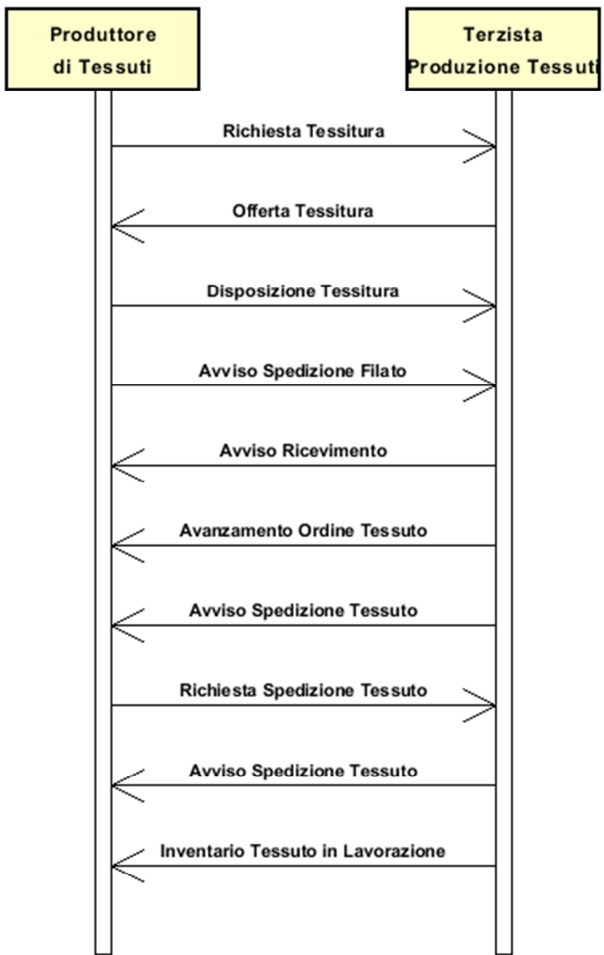 Produttore
di Tessuti
Terzista
Produzione Tessuti
Richiesta Tessitura
Offerta Tessitura
Disposizione Tessitura
Avviso Spedizione Filato
Avviso Ricevimento
Avanzamento Ordine Tessuto
Avviso Spedizione Tessuto
Richiesta Spedizione Tessuto
Avviso Spedizione Tessuto
Inventario Tessuto in Lavorazione